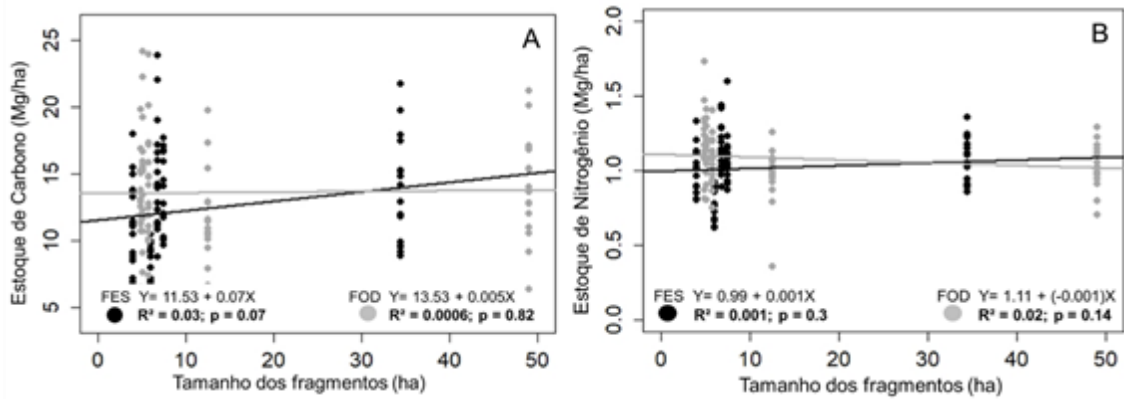 A
Estoque de Carbono (Mg/ha)
25
20
15
10
5
FES Y= 11.53 + 0.07X
R² = 0.03; p = 0.07
FOD Y= 13.53 + 0.005X
R² = 0.0006; p = 0.82
0 10 20 30 40 50
Tamanho dos fragmentos (ha)
B
Estoque de Nitrogênio (Mg/ha)
2.0
1.5
1.0
0.5
0.0
FES Y= 0.99 + 0.001X
R² = 0.001; p = 0.3
FOD Y= 1.11 + (-0.001)X
R² = 0.02; p = 0.14
0 10 20 30 40 50
Tamanho dos fragmentos (ha)